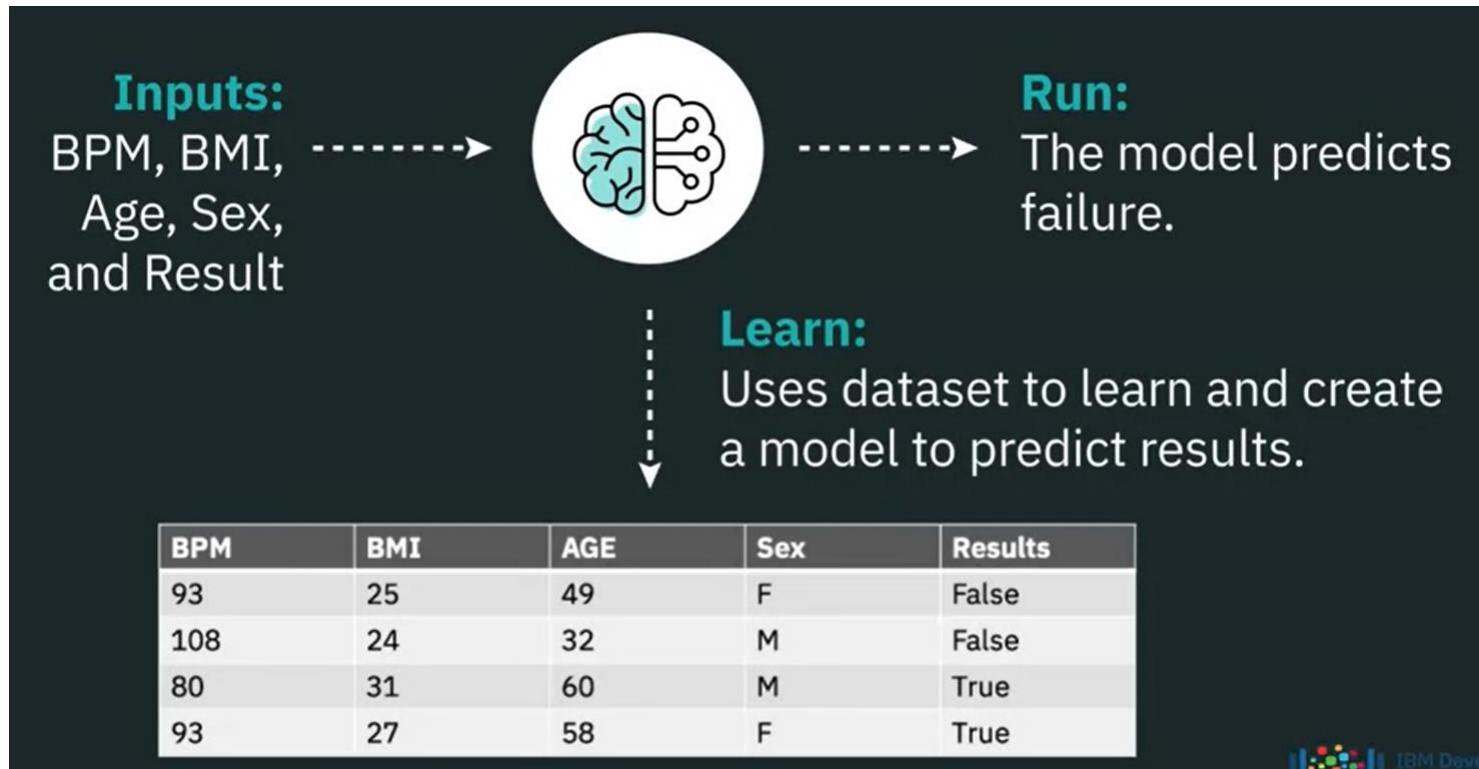 Inputs:
BPM, BMI,
Age, Sex,
and Result
Run:
The model predicts
failure.
Learn:
Uses dataset to learn and create
a model to predict results.
BPM BMI AGE Sex Results
93 25 49 F False
108 24 32 M False
80 31 60 M True
93 27 58 F True
IBM